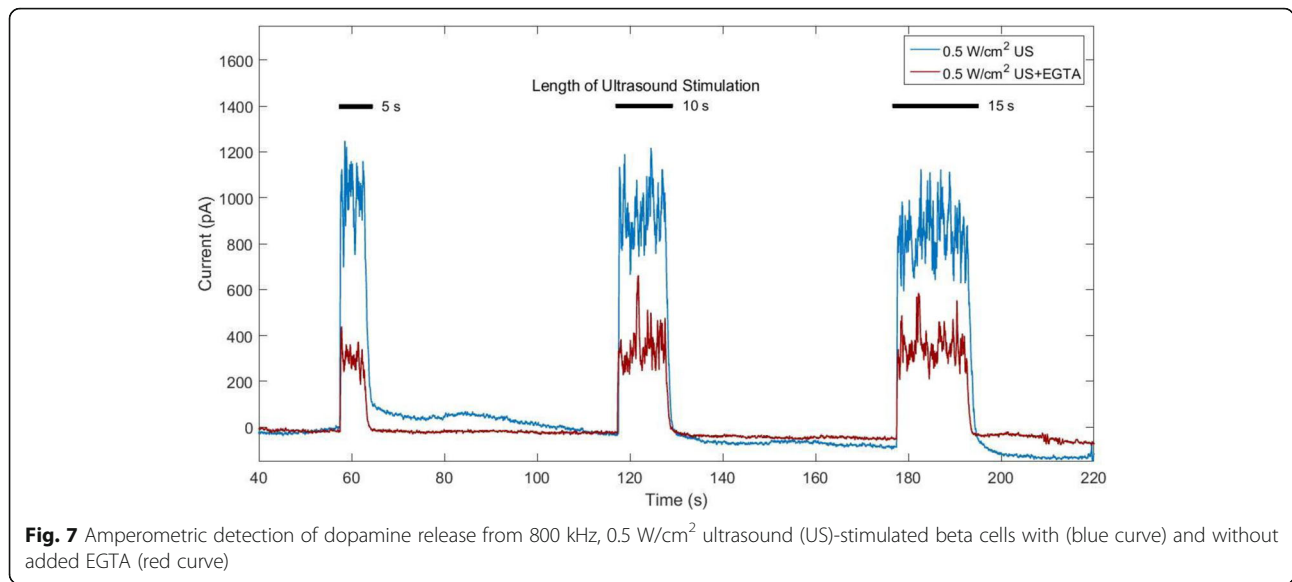 1600
1400
1200
1000
800
600
400
200
0
Current (pA)
0.5 W/cm² US
0.5 W/cm² US+EGTA
Length of Ultrasound Stimulation
5 s
10 s
15 s
40 60 80 100 120 140 160 180 200 220
Time (s)
Fig. 7 Amperometric detection of dopamine release from 800 kHz, 0.5 W/cm² ultrasound (US)-stimulated beta cells with (blue curve) and without
added EGTA (red curve)